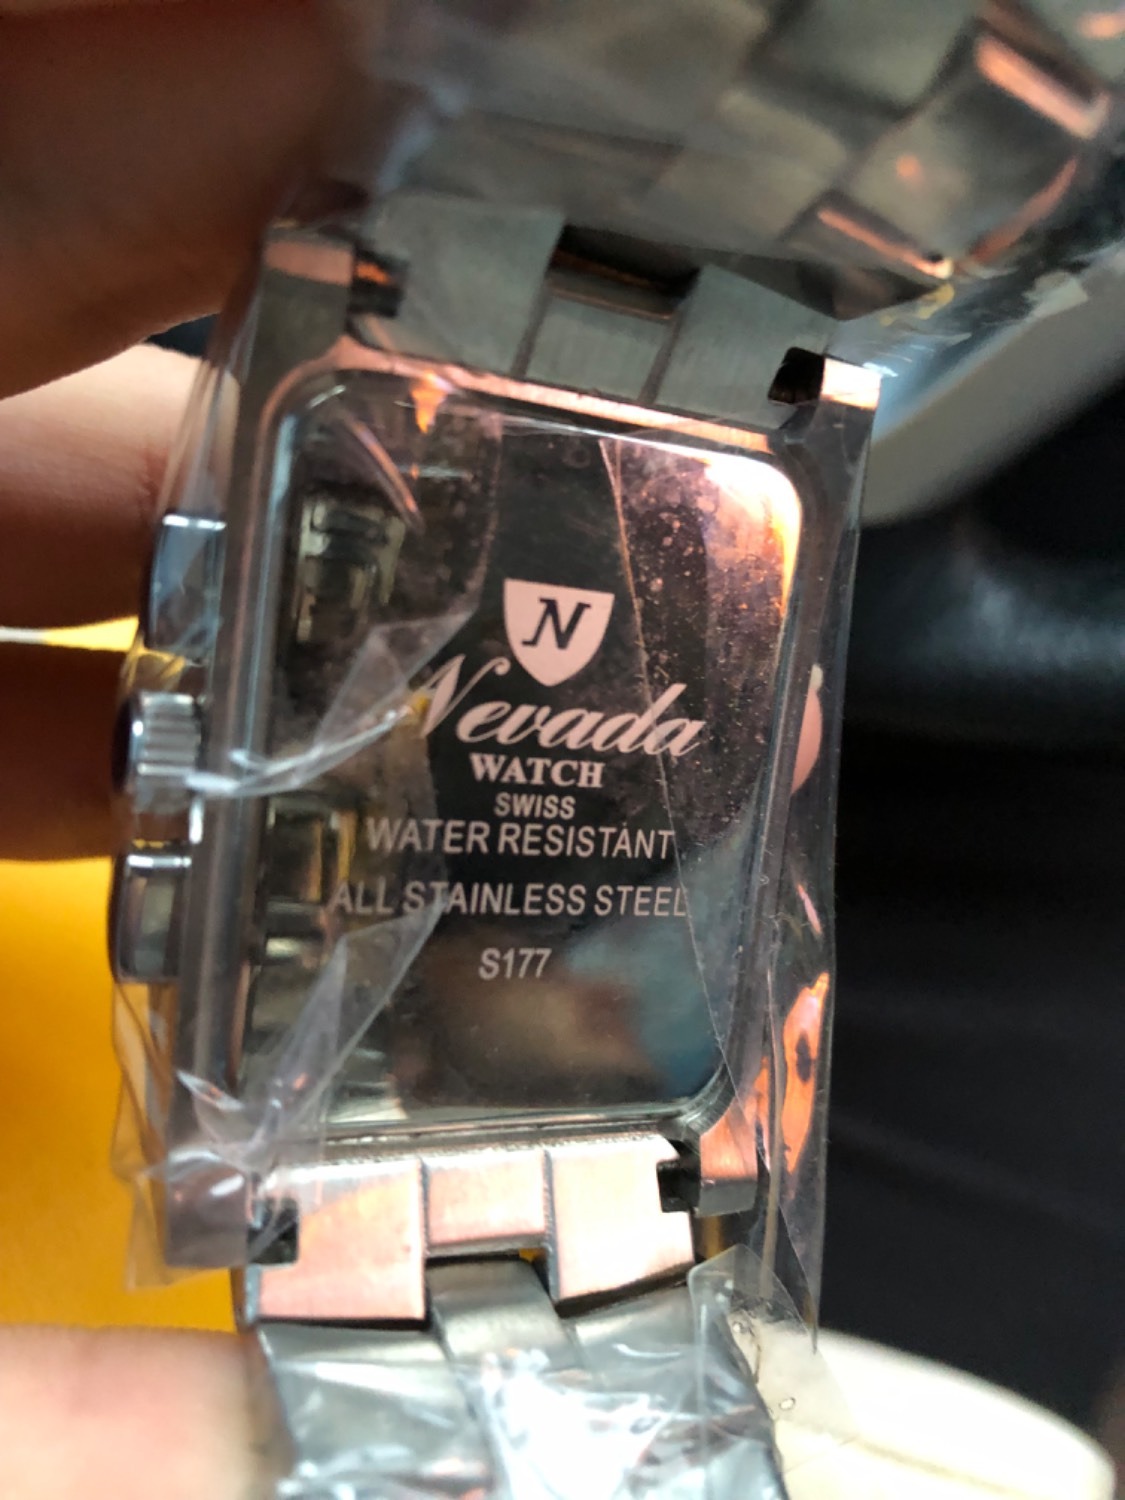 N
Nevada
WATCH
SWISS
WATER RESISTANT
ALL STAINLESS STEEL
S177